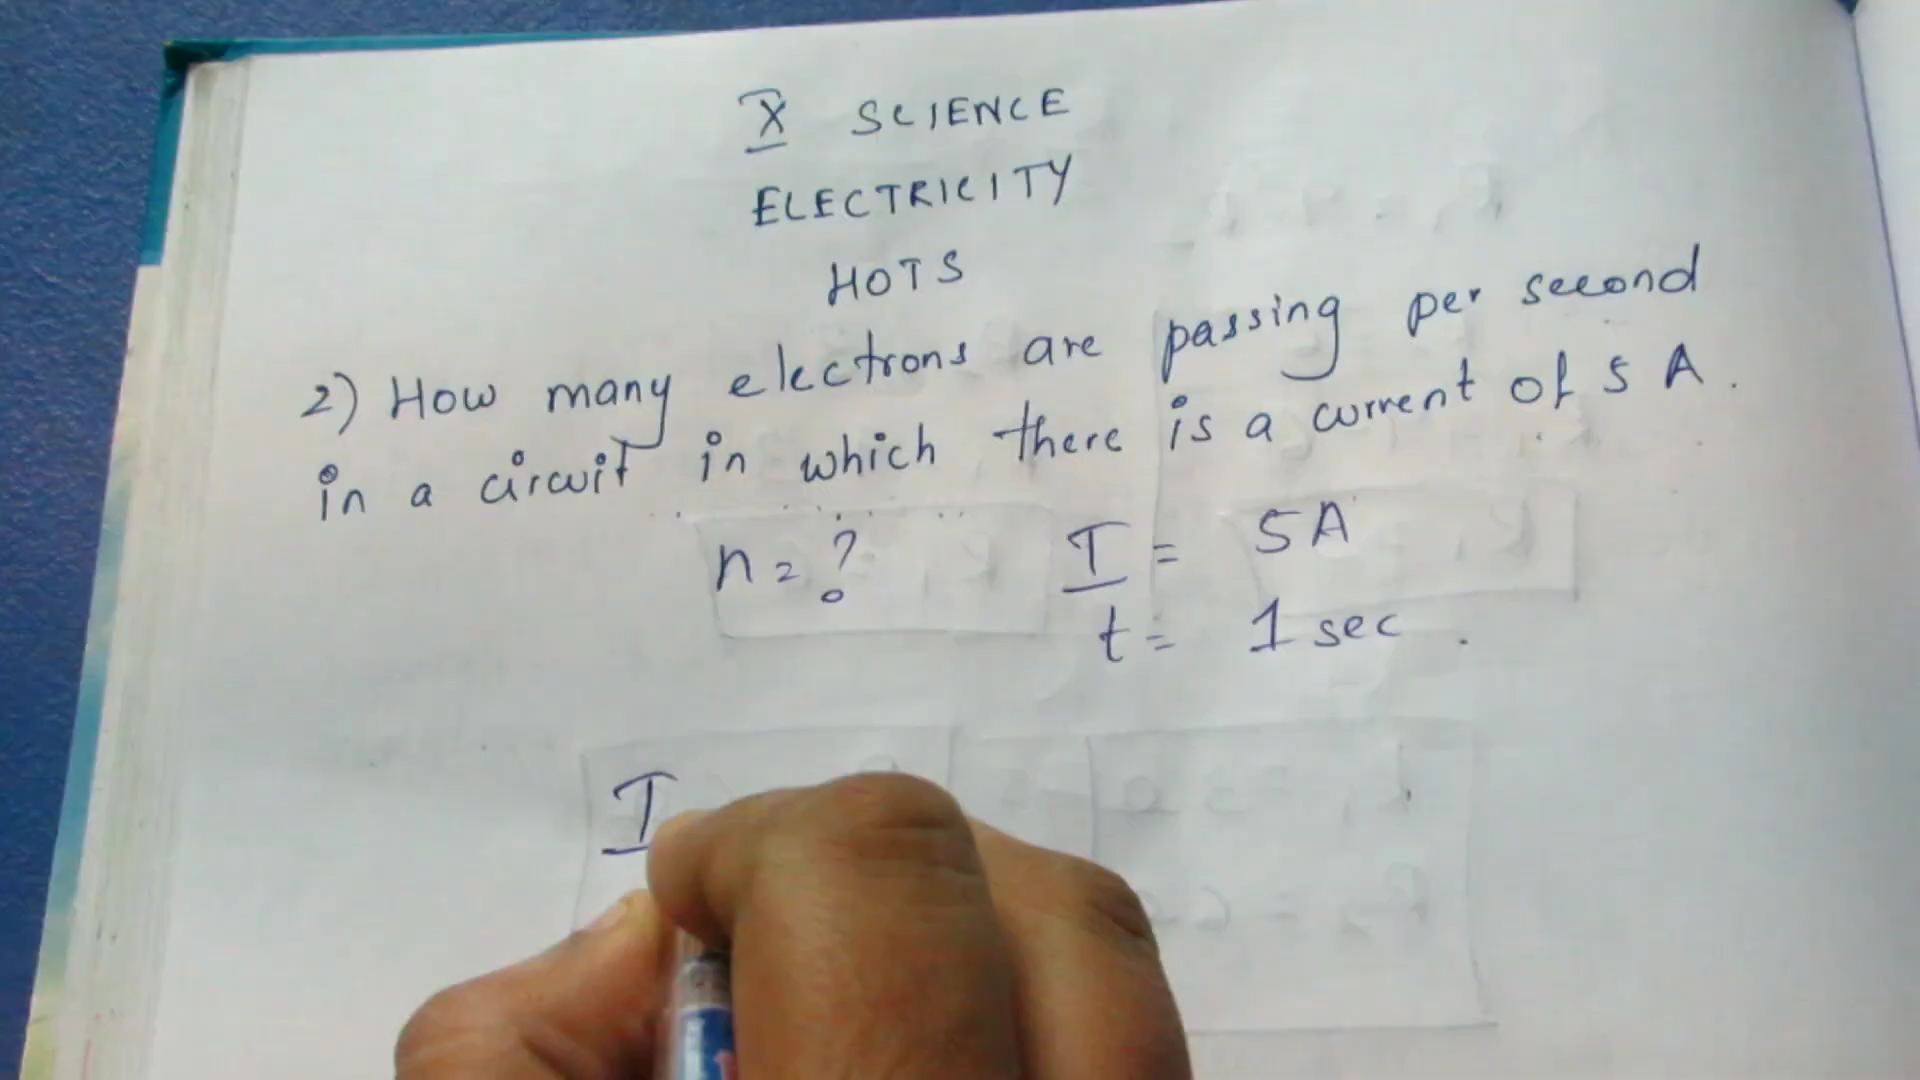 X SCIENCE
ELECTRICITY
HOTS
2) How many electrons are passing per second
in a circuit in which there is a current of 5 A.
n = ? I = 5A
t = 1 sec.
I